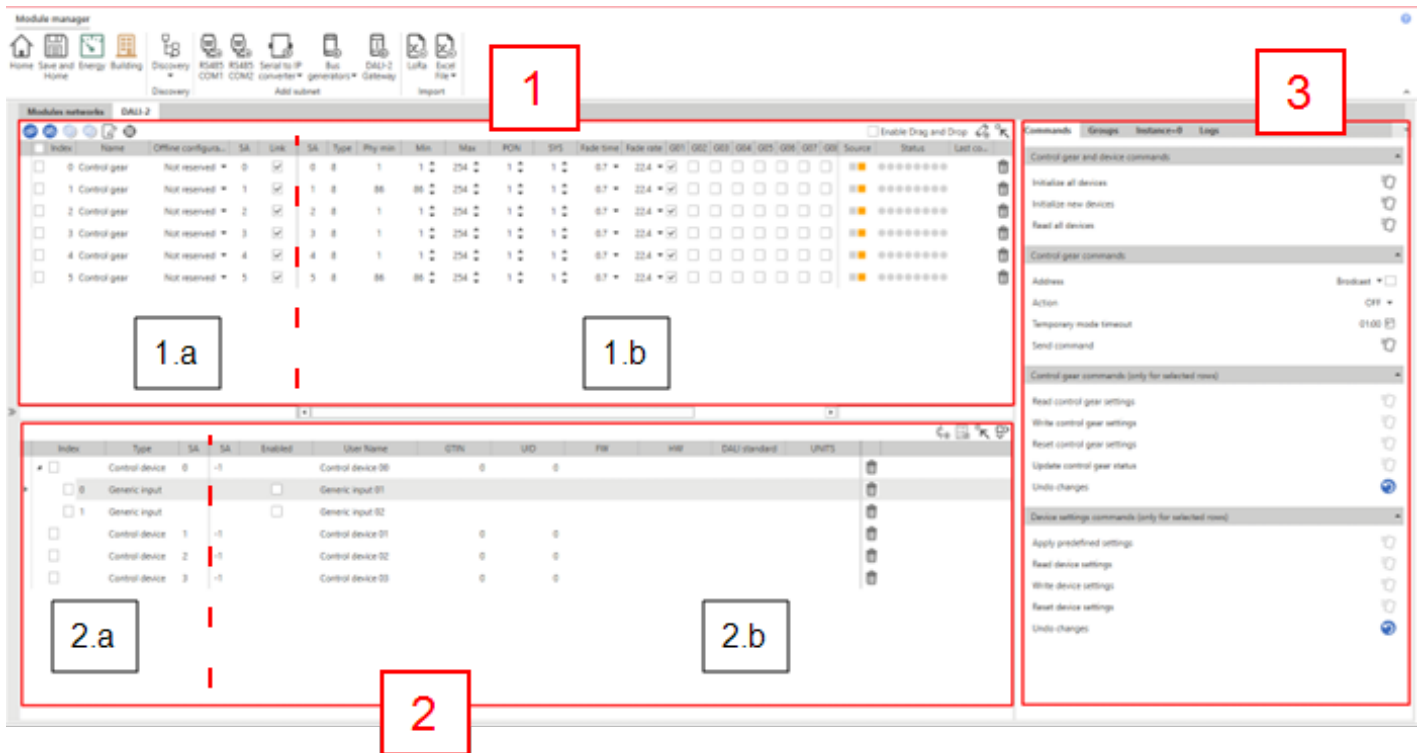 Module manager
Home Save and Home Energy Building Discovery RS485 COM1 RS485 COM2 Serial to IP converter Bus generators DALI-2 Gateway LoRa Excel File
Discovery Add subnet Import
1
3
Modules networks DALI-2
Enable Drag and Drop
Index Name Offline configura... SA Link SA Type Phy min Min Max PON SYS Fade time Fade rate G01 G02 G03 G04 G05 G06 G07 G08 Source Status Last co...
0 Control gear Not reserved 0 0 8 1 1 254 1 1 0.7 22.4
1 Control gear Not reserved 1 1 8 86 86 254 1 1 0.7 22.4
2 Control gear Not reserved 2 2 8 1 1 254 1 1 0.7 22.4
3 Control gear Not reserved 3 3 8 1 1 254 1 1 0.7 22.4
4 Control gear Not reserved 4 4 8 1 1 254 1 1 0.7 22.4
5 Control gear Not reserved 5 5 8 86 86 254 1 1 0.7 22.4
1.a
1.b
Index Type SA SA Enabled User Name GTIN UID FW HW DALI standard UNITS
Control device 0 -1 Control device 00 0 0
0 Generic input Generic input 01
1 Generic input Generic input 02
Control device 1 -1 Control device 01 0 0
Control device 2 -1 Control device 02 0 0
Control device 3 -1 Control device 03 0 0
2.a
2.b
2
Commands Groups Instance-0 Logs
Control gear and device commands
Initialize all devices
Initialize new devices
Read all devices
Control gear commands
Address Brodcast
Action OFF
Temporary mode timeout 01:00
Send command
Control gear commands (only for selected rows)
Read control gear settings
Write control gear settings
Reset control gear settings
Update control gear status
Undo changes
Device settings commands (only for selected rows)
Apply predefined settings
Read device settings
Write device settings
Reset device settings
Undo changes